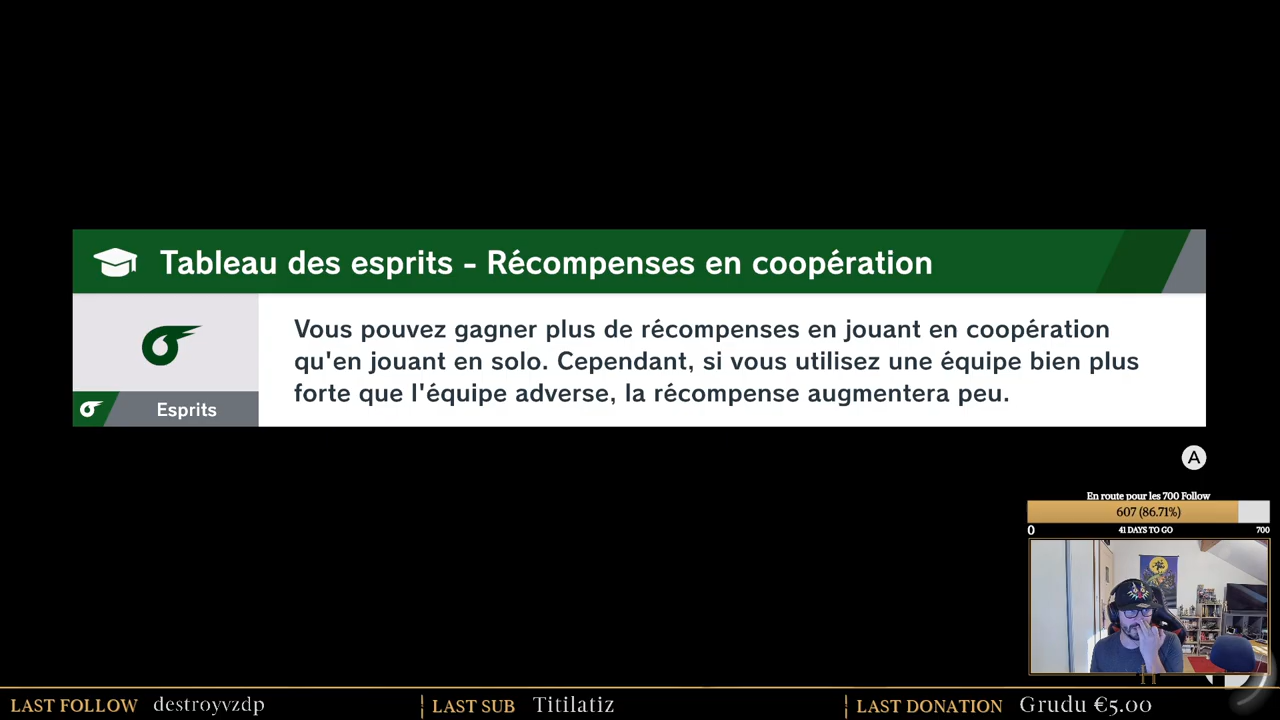 Tableau des esprits - Récompenses en coopération
Vous pouvez gagner plus de récompenses en jouant en coopération
qu'en jouant en solo. Cependant, si vous utilisez une équipe bien plus
forte que l'équipe adverse, la récompense augmentera peu.
Esprits
A
En route pour les 700 Follow
607 (86.71%)
0
41 DAYS TO GO
700
LAST FOLLOW destroyvzdp
LAST SUB Titilatiz
LAST DONATION Grudu €5.00